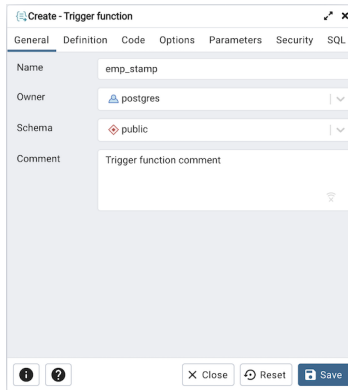 Create - Trigger function
General Definition Code Options Parameters Security SQL
Name emp_stamp
Owner postgres
Schema public
Comment Trigger function comment
Close Reset Save